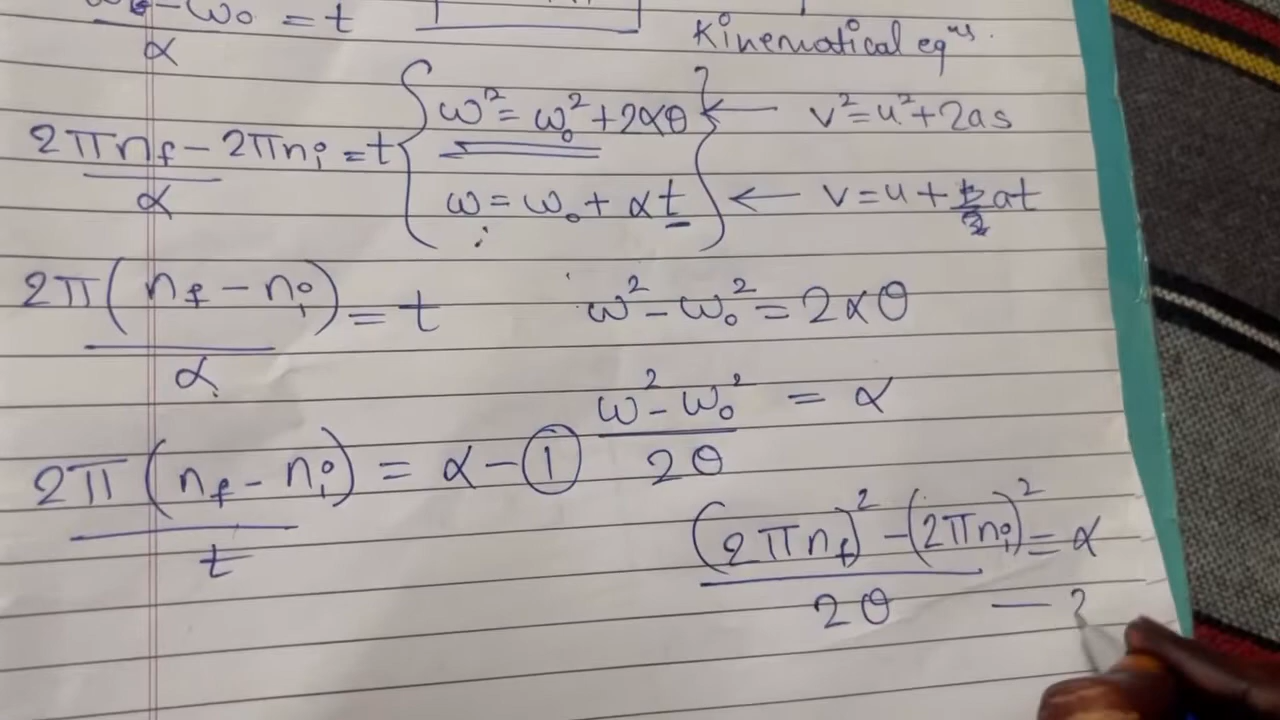 ω₀ - ω₀ = t
α
Kinematical eqⁿˢ.
ω² = ω₀² + 2αθ ← v² = u² + 2as
2πn_f - 2πn_i = t
α
ω = ω₀ + αt ← v = u + at
2π(n_f - n_i) = t
α
ω² - ω₀² = 2αθ
ω² - ω₀² = α
2θ
2π(n_f - n_i) = α - ①
t
(2πn_f)² - (2πn_i)² = α
2θ — 2